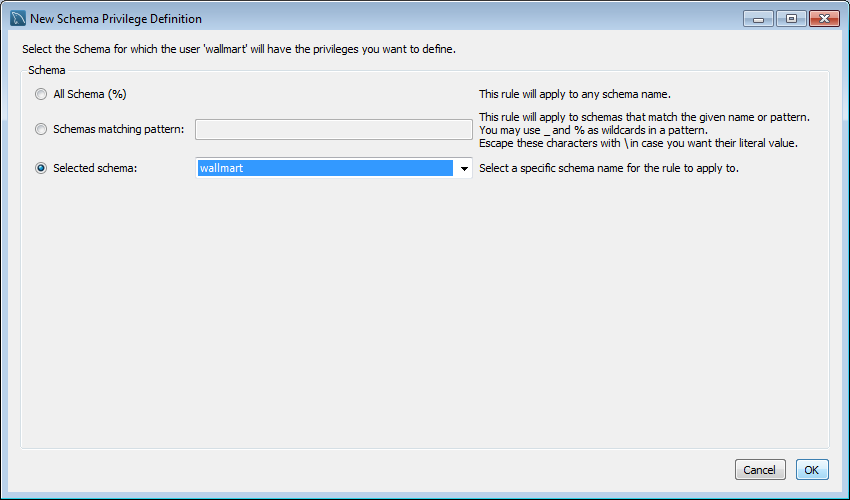 New Schema Privilege Definition
Select the Schema for which the user 'wallmart' will have the privileges you want to define.
Schema
All Schema (%)
This rule will apply to any schema name.
Schemas matching pattern:
This rule will apply to schemas that match the given name or pattern.
You may use _ and % as wildcards in a pattern.
Escape these characters with \ in case you want their literal value.
Selected schema:
wallmart
Select a specific schema name for the rule to apply to.
Cancel
OK